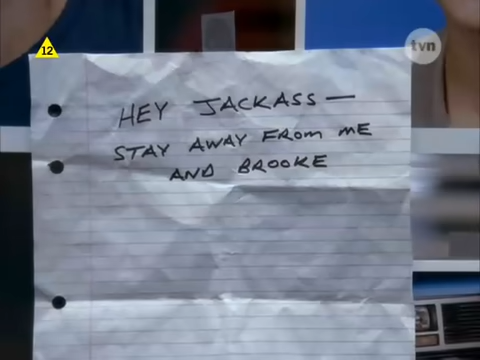 12
tvn
HEY JACKASS—
STAY AWAY FROM ME
AND BROOKE